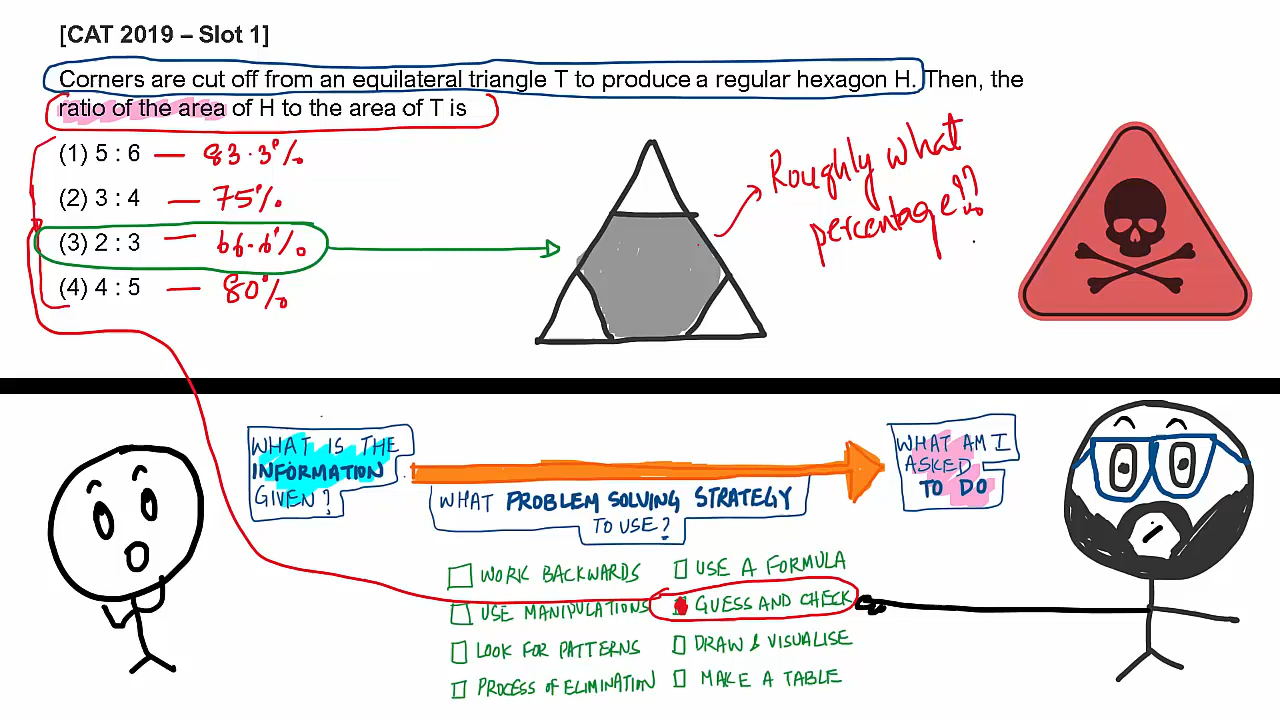 [CAT 2019 – Slot 1]
Corners are cut off from an equilateral triangle T to produce a regular hexagon H. Then, the
ratio of the area of H to the area of T is
(1) 5 : 6 — 83.3%
(2) 3 : 4 — 75%
(3) 2 : 3 — 66.6%
(4) 4 : 5 — 80%
Roughly what
percentage??
WHAT IS THE
INFORMATION
GIVEN?
WHAT PROBLEM SOLVING STRATEGY
TO USE?
WHAT AM I
ASKED
TO DO
WORK BACKWARDS
USE MANIPULATIONS
LOOK FOR PATTERNS
PROCESS OF ELIMINATION
USE A FORMULA
GUESS AND CHECK
DRAW & VISUALISE
MAKE A TABLE